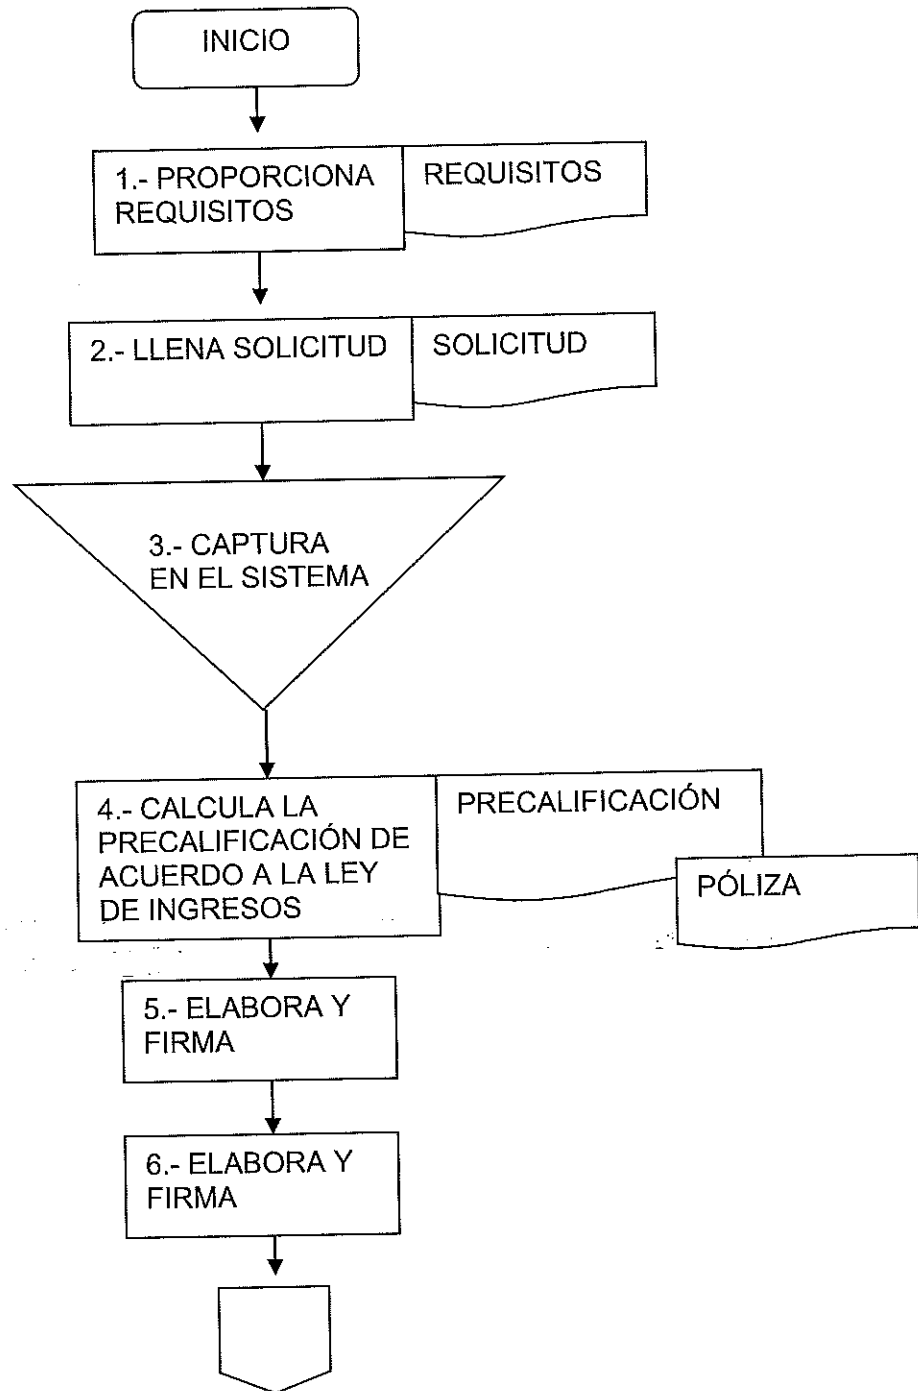 INICIO
1.- PROPORCIONA
REQUISITOS
REQUISITOS
2.- LLENA SOLICITUD
SOLICITUD
3.- CAPTURA
EN EL SISTEMA
4.- CALCULA LA
PRECALIFICACIÓN DE
ACUERDO A LA LEY
DE INGRESOS
PRECALIFICACIÓN
PÓLIZA
5.- ELABORA Y
FIRMA
6.- ELABORA Y
FIRMA